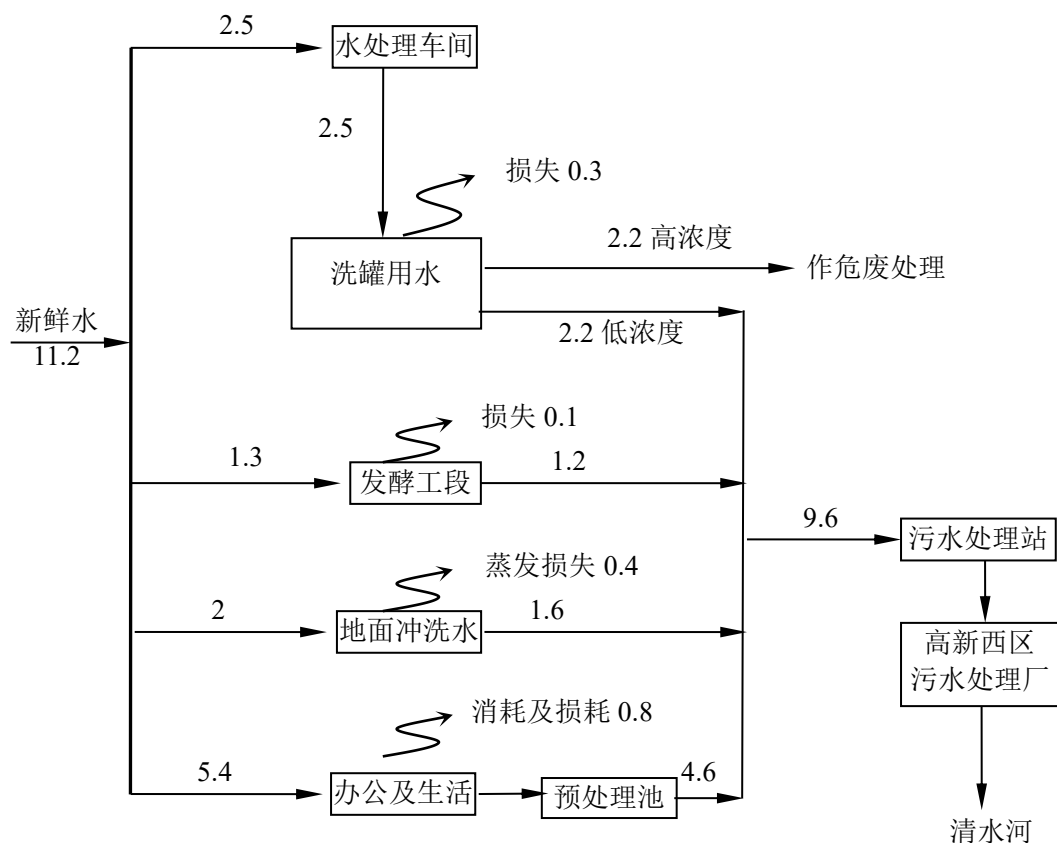 2.5
水处理车间
2.5
损失 0.3
2.2 高浓度
洗罐用水
作危废处理
新鲜水
11.2
2.2 低浓度
损失 0.1
1.3
发酵工段
1.2
9.6
污水处理站
蒸发损失 0.4
2
地面冲洗水
1.6
高新西区
污水处理厂
消耗及损耗 0.8
5.4
办公及生活
预处理池
4.6
清水河